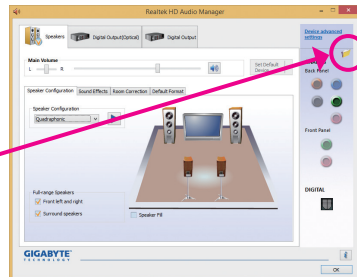 Realtek HD Audio Manager
Speakers
Digital Output(Optical)
Digital Output
Device advanced settings
Main Volume
L
R
Set Default
Device
Back Panel
Speaker Configuration
Sound Effects
Room Correction
Default Format
Speaker Configuration
Quadraphonic
Front Panel
Full-range Speakers
Front left and right
Surround speakers
Speaker Fill
DIGITAL
GIGABYTE
TECHNOLOGY
OK